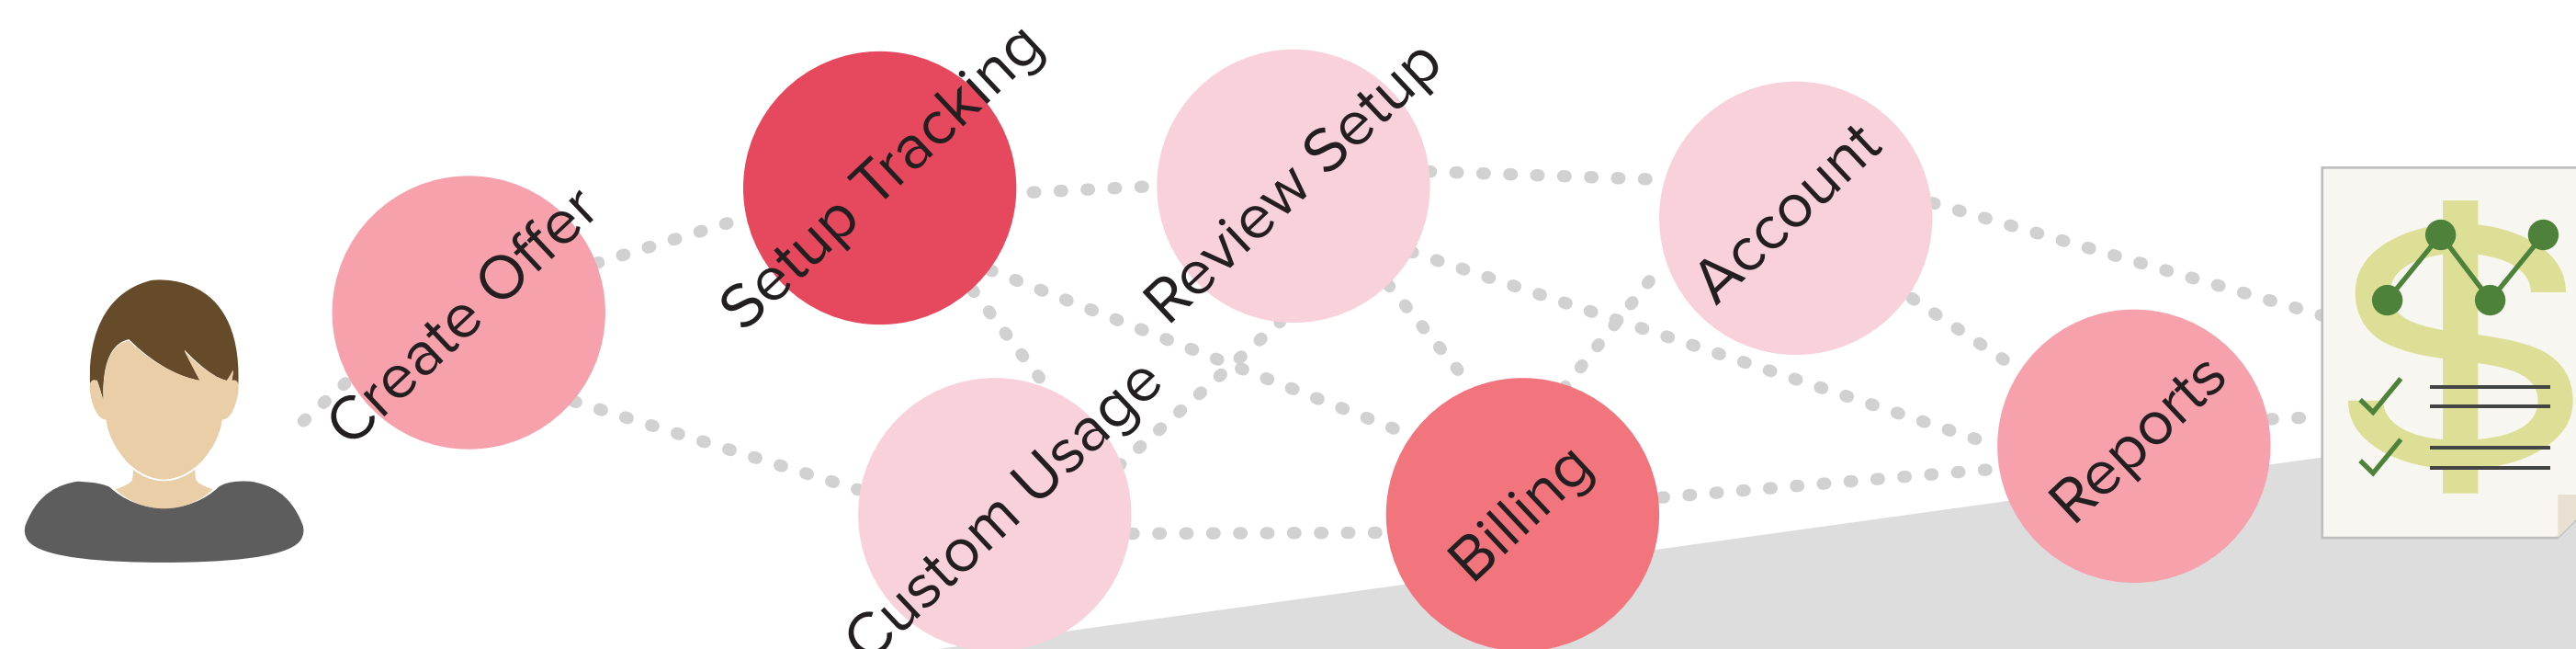 Create Offer
Setup Tracking
Custom Usage
Review Setup
Billing
Account
Reports